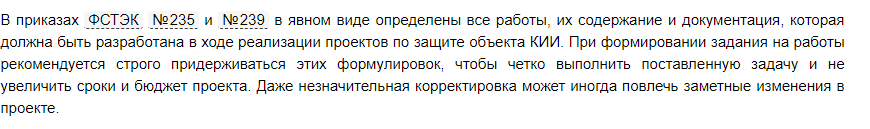 В приказах ФСТЭК №235 и №239 в явном виде определены все работы, их содержание и документация, которая
должна быть разработана в ходе реализации проектов по защите объекта КИИ. При формировании задания на работы
рекомендуется строго придерживаться этих формулировок, чтобы четко выполнить поставленную задачу и не
увеличить сроки и бюджет проекта. Даже незначительная корректировка может иногда повлечь заметные изменения в
проекте.